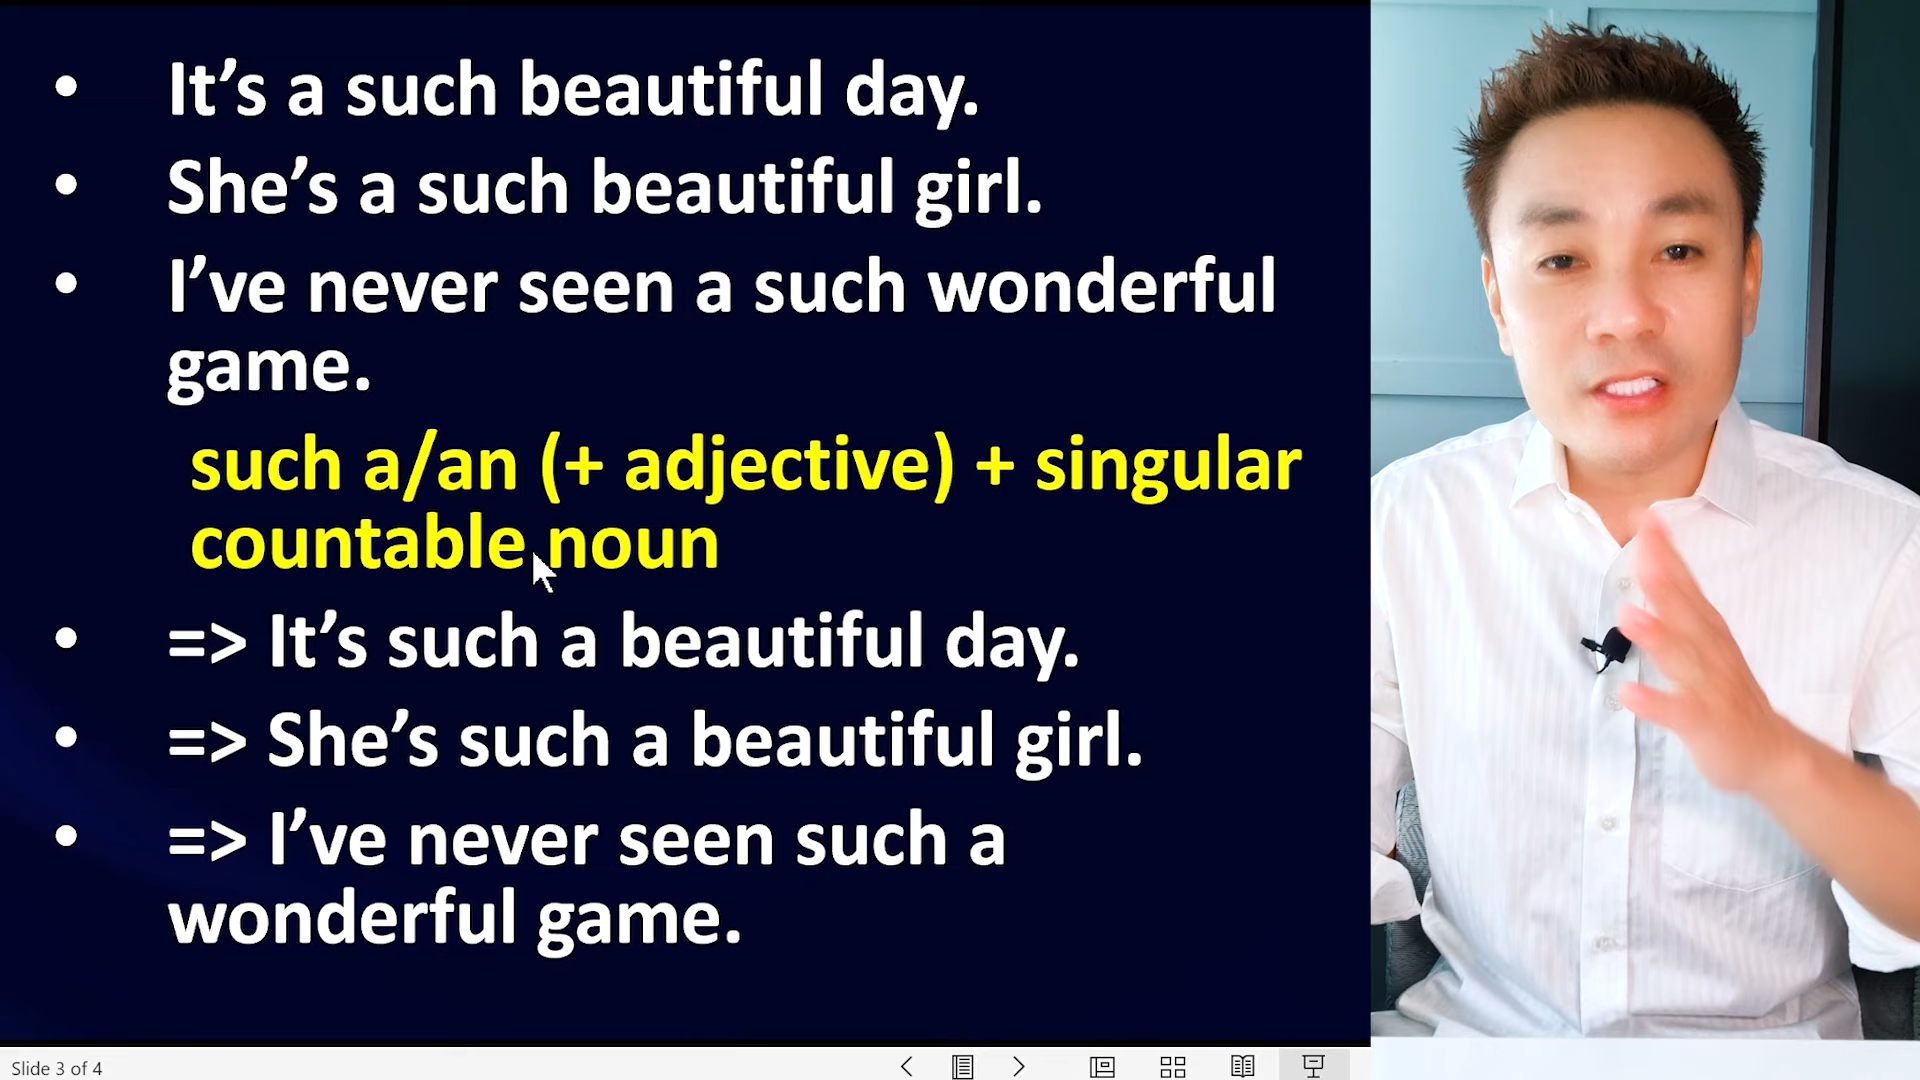 • It’s a such beautiful day.
• She’s a such beautiful girl.
• I’ve never seen a such wonderful
game.
such a/an (+ adjective) + singular
countable noun
• => It’s such a beautiful day.
• => She’s such a beautiful girl.
• => I’ve never seen such a
wonderful game.
Slide 3 of 4